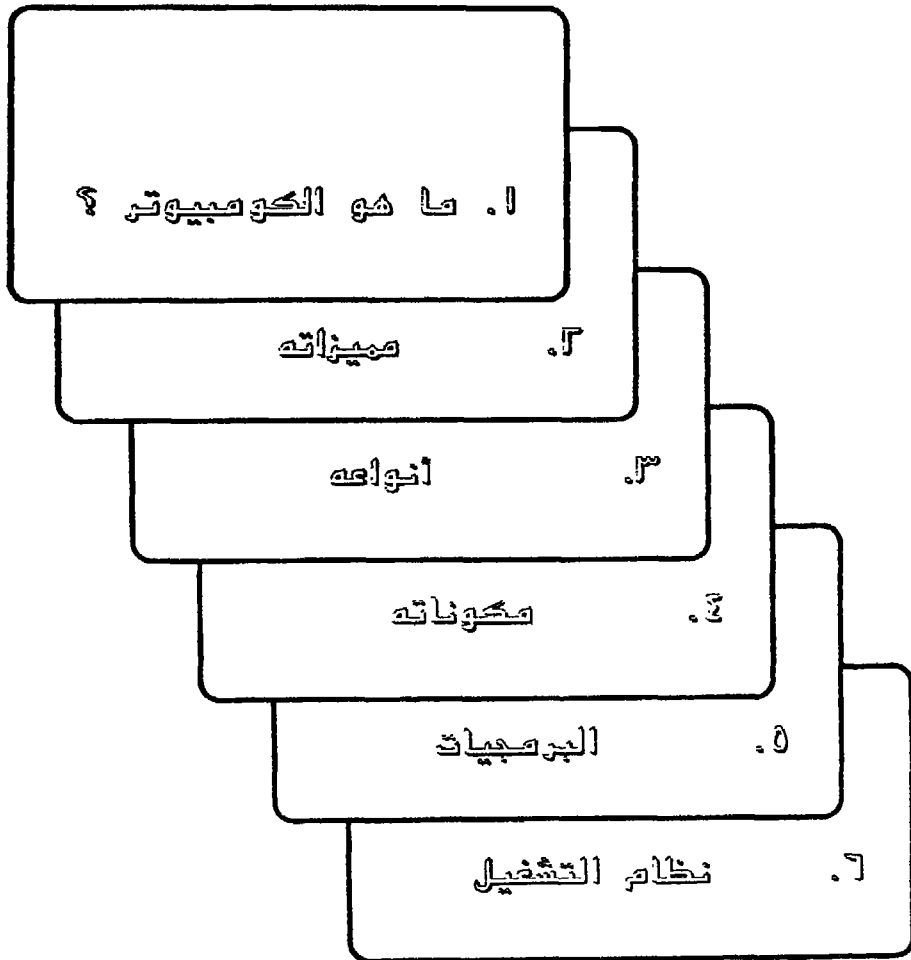 ١. ما هو الكومبيوتر ؟
٢. مميزاته
٣. أنواعه
٤. مكوناته
٥. البرمجيات
٦. نظام التشغيل